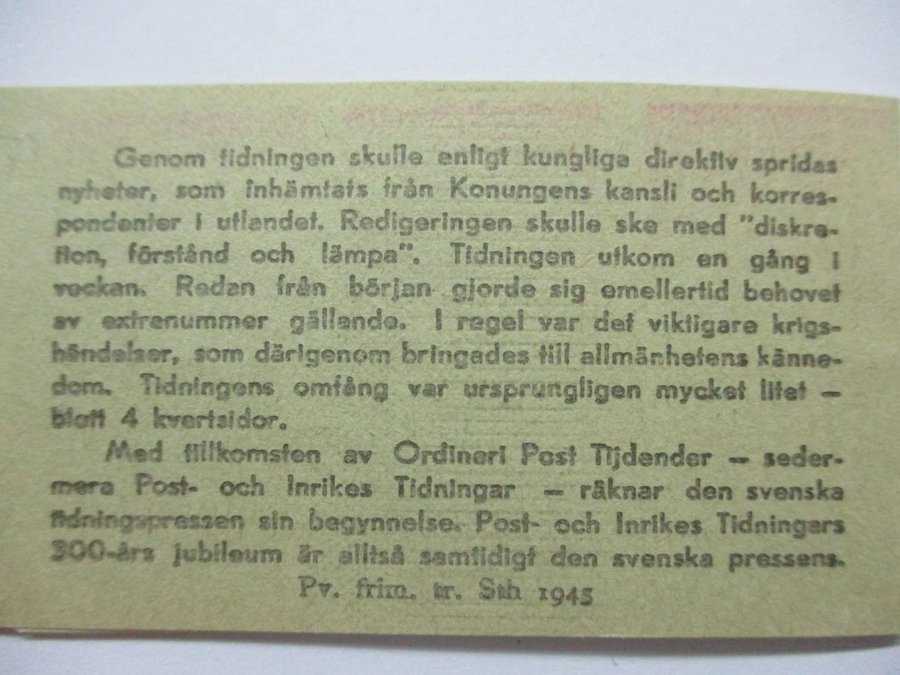 Genom tidningen skulle enligt kungliga direktiv spridas
nyheter, som inhämtats från Konungens kansli och korres-
pondenter i utlandet. Redigeringen skulle ske med "diskre-
tion, förstånd och lämpa". Tidningen utkom en gång i
veckan. Redan från början gjorde sig emellertid behovet
av extranummer gällande. I regel var det viktigare krigs-
händelser, som därigenom bringades till allmänhetens känne-
dom. Tidningens omfång var ursprungligen mycket litet —
blott 4 kvartsidor.
Med tillkomsten av Ordinari Post Tijdender — seder-
mera Post- och Inrikes Tidningar — räknar den svenska
tidningspressen sin begynnelse. Post- och Inrikes Tidningars
300-års jubileum är alltså samtidigt den svenska pressens.
Pv. frim. tr. Sth 1945